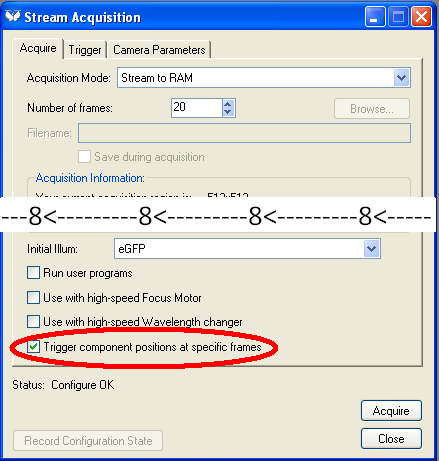 Stream Acquisition
Acquire Trigger Camera Parameters
Acquisition Mode: Stream to RAM
Number of frames: 20 Browse...
Filename:
Save during acquisition
Acquisition Information:
Your current acquisition region is: 512x512
---8<--------8<--------8<--------8<-----
Initial Illum: eGFP
Run user programs
Use with high-speed Focus Motor
Use with high-speed Wavelength changer
Trigger component positions at specific frames
Status: Configure OK
Acquire
Record Configuration State Close